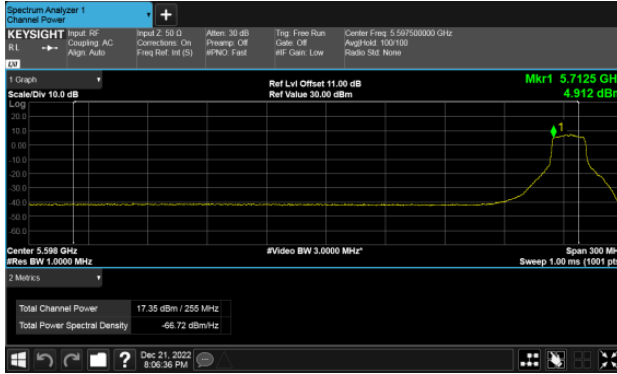 Spectrum Analyzer 1
Channel Power
+
KEYSIGHT
RL
Input: RF
Coupling: AC
Align: Auto
Input Z: 50 Ω
Corrections: On
Freq Ref: Int (S)
Atten: 30 dB
Preamp: Off
#PNO: Fast
Trig: Free Run
Gate: Off
#IF Gain: Low
Center Freq: 5.597500000 GHz
Avg|Hold: 100/100
Radio Std: None
LXI
1 Graph
Scale/Div 10.0 dB
Ref Lvl Offset 11.00 dB
Ref Value 30.00 dBm
Mkr1 5.7125 GH
4.912 dBr
Log
20.0
10.0
0.00
-10.0
-20.0
-30.0
-40.0
-50.0
-60.0
1
Center 5.598 GHz
#Res BW 1.0000 MHz
#Video BW 3.0000 MHz*
Span 300 MH
Sweep 1.00 ms (1001 pts
2 Metrics
Total Channel Power 17.35 dBm / 255 MHz
Total Power Spectral Density -66.72 dBm/Hz
?
Dec 21, 2022
8:06:36 PM